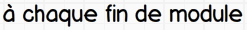 à chaque fin de module